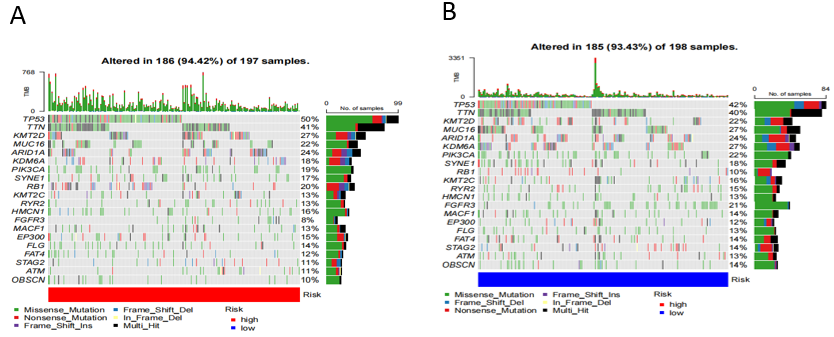 A
Altered in 186 (94.42%) of 197 samples.
768
TMB
0
0
99
No. of samples
TP53 50%
TTN 41%
KMT2D 27%
MUC16 22%
ARID1A 24%
KDM6A 18%
PIK3CA 19%
SYNE1 17%
RB1 20%
KMT2C 13%
RYR2 13%
HMCN1 16%
FGFR3 8%
MACF1 13%
EP300 15%
FLG 14%
FAT4 12%
STAG2 11%
ATM 11%
OBSCN 10%
Risk
Missense_Mutation
Nonsense_Mutation
Frame_Shift_Ins
Frame_Shift_Del
In_Frame_Del
Multi_Hit
Risk
high
low
B
Altered in 185 (93.43%) of 198 samples.
3351
TMB
0
0
84
No. of samples
TP53 42%
TTN 40%
KMT2D 22%
MUC16 27%
ARID1A 24%
KDM6A 27%
PIK3CA 22%
SYNE1 18%
RB1 10%
KMT2C 16%
RYR2 15%
HMCN1 13%
FGFR3 21%
MACF1 14%
EP300 12%
FLG 13%
FAT4 14%
STAG2 14%
ATM 13%
OBSCN 14%
Risk
Missense_Mutation
Frame_Shift_Del
Nonsense_Mutation
Frame_Shift_Ins
In_Frame_Del
Multi_Hit
Risk
high
low